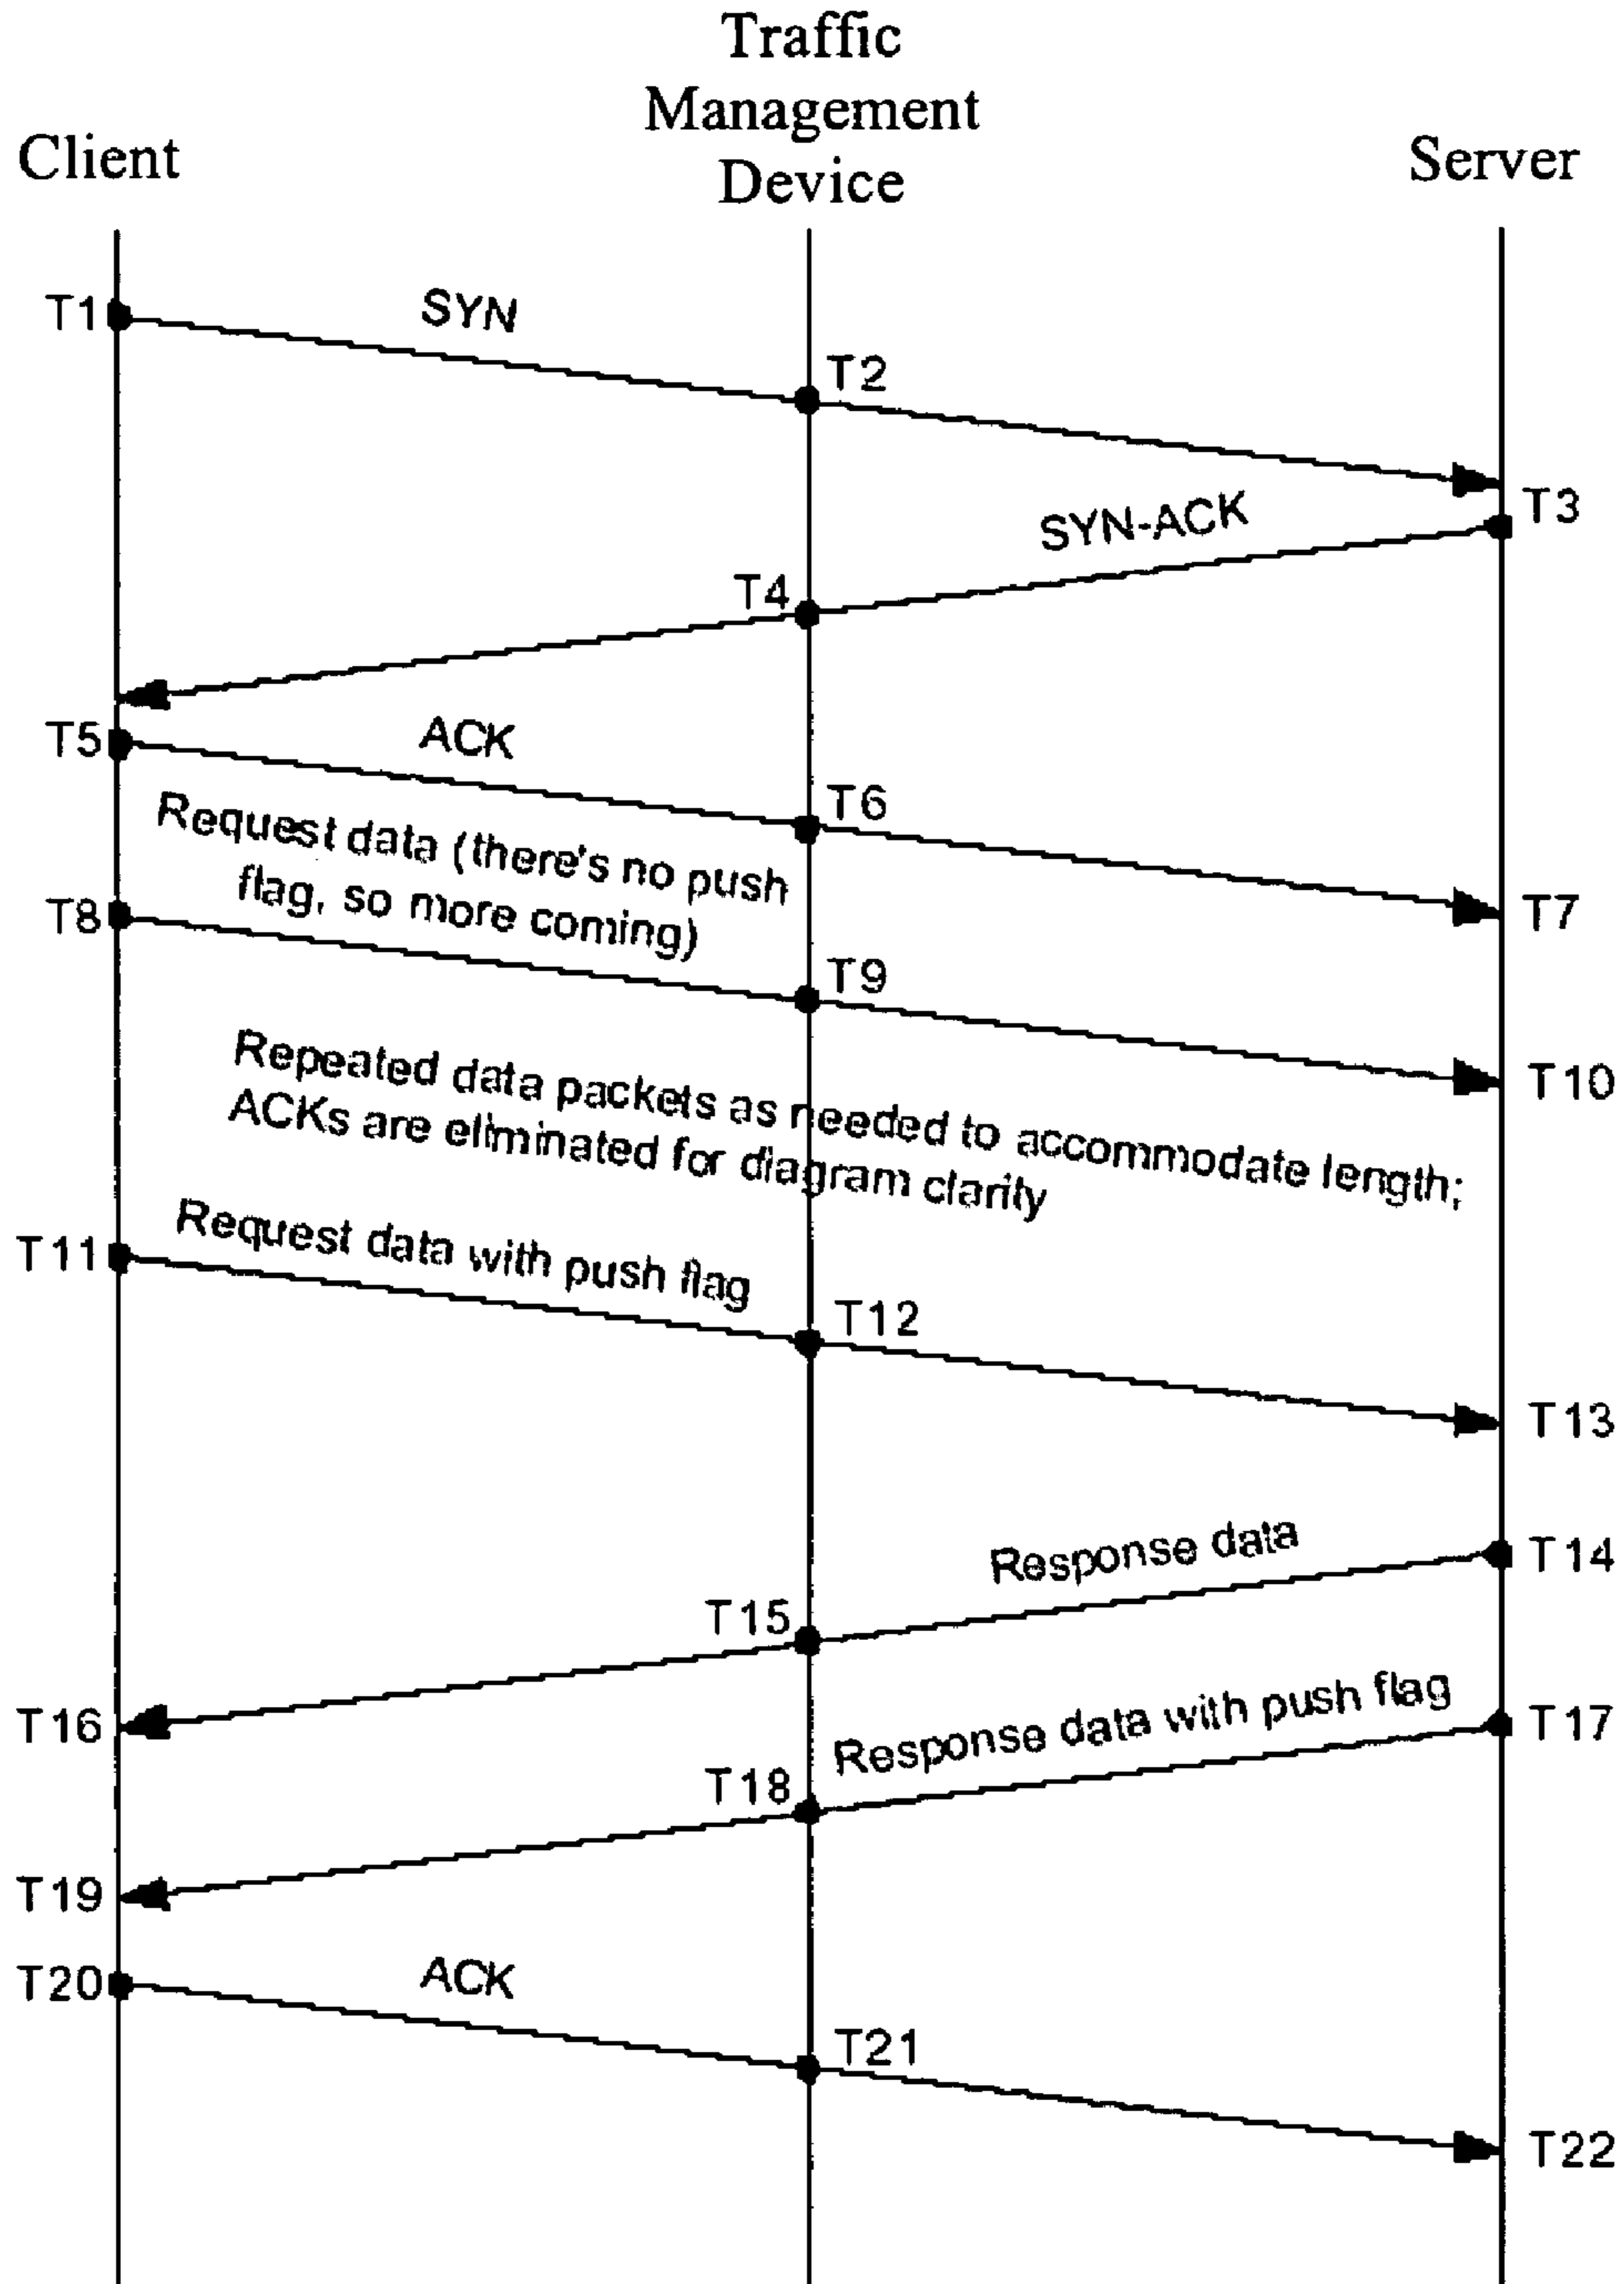 Traffic
Management
Device
Client
Server
T1
SYN
T2
T3
SYN-ACK
T4
T5
ACK
T6
T7
Request data (there's no push
flag, so more coming)
T8
T9
T10
Repeated data packets as needed to accommodate length;
ACKs are eliminated for diagram clarity
T11
Request data with push flag
T12
T13
Response data
T14
T15
T16
Response data with push flag
T17
T18
T19
T20
ACK
T21
T22